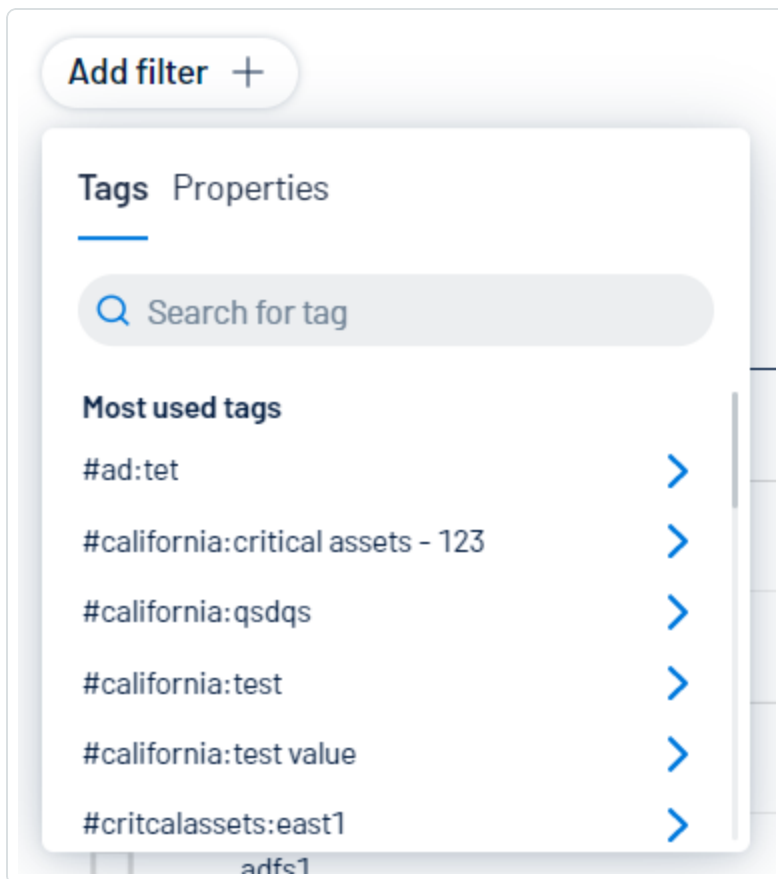 Add filter
Tags Properties
Search for tag
Most used tags
#ad:tet
#california:critical assets - 123
#california:qsdqs
#california:test
#california:test value
#critcalassets:east1
adfs1